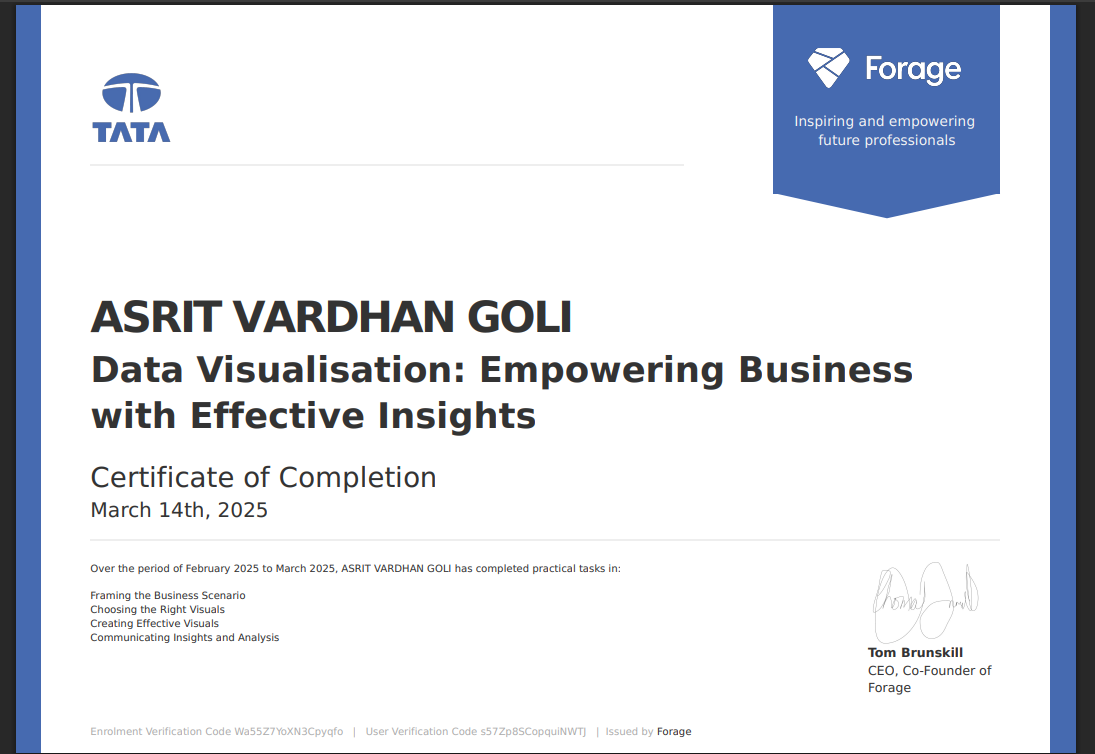 TATA
Forage
Inspiring and empowering
future professionals
ASRIT VARDHAN GOLI
Data Visualisation: Empowering Business
with Effective Insights
Certificate of Completion
March 14th, 2025
Over the period of February 2025 to March 2025, ASRIT VARDHAN GOLI has completed practical tasks in:
Framing the Business Scenario
Choosing the Right Visuals
Creating Effective Visuals
Communicating Insights and Analysis
Tom Brunskill
CEO, Co-Founder of
Forage
Enrolment Verification Code Wa55Z7YoXN3Cpyqfo | User Verification Code s57Zp8SCopquiNWTJ | Issued by Forage